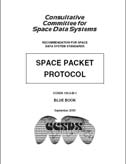 Consultative
Committee for
Space Data Systems
RECOMMENDATION FOR SPACE
DATA SYSTEM STANDARDS
SPACE PACKET
PROTOCOL
BLUE BOOK
September 2003
CCSDS